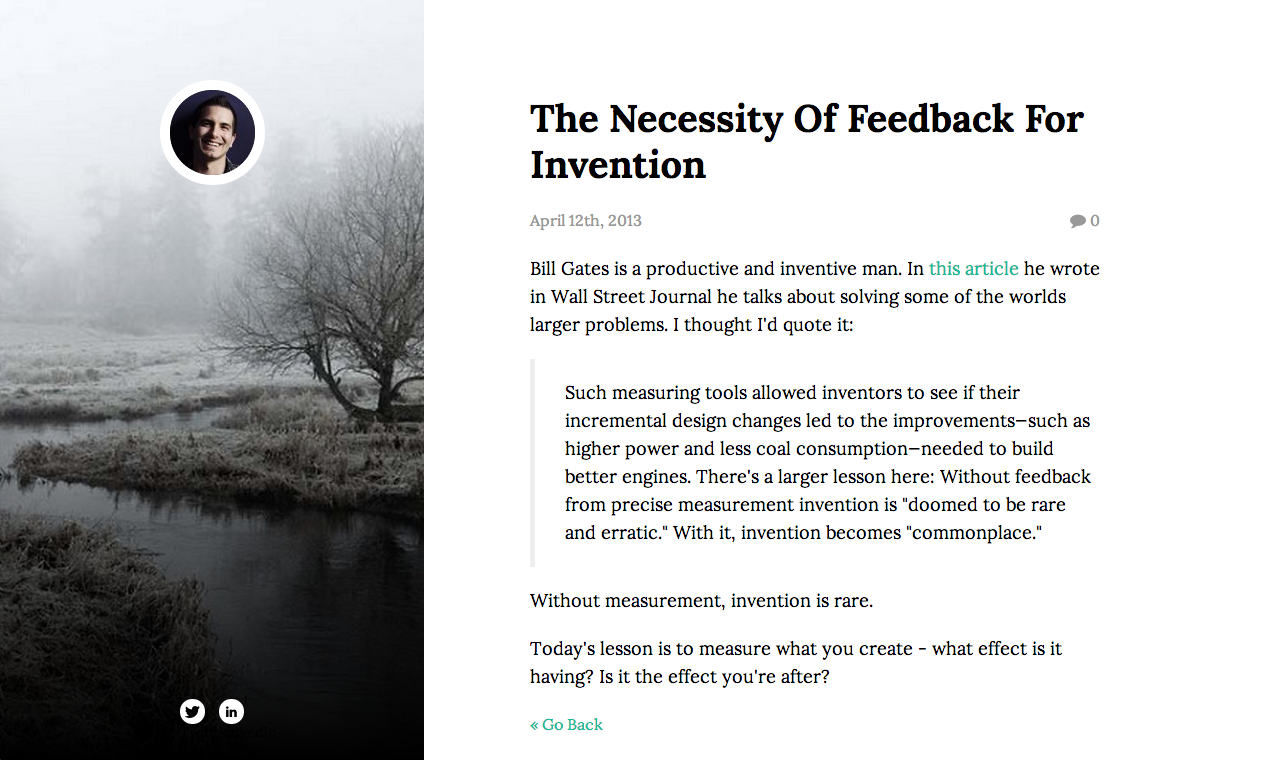 The Necessity Of Feedback For
Invention
April 12th, 2013
0
Bill Gates is a productive and inventive man. In this article he wrote
in Wall Street Journal he talks about solving some of the worlds
larger problems. I thought I'd quote it:
Such measuring tools allowed inventors to see if their
incremental design changes led to the improvements—such as
higher power and less coal consumption—needed to build
better engines. There's a larger lesson here: Without feedback
from precise measurement invention is "doomed to be rare
and erratic." With it, invention becomes "commonplace."
Without measurement, invention is rare.
Today's lesson is to measure what you create - what effect is it
having? Is it the effect you're after?
« Go Back
in